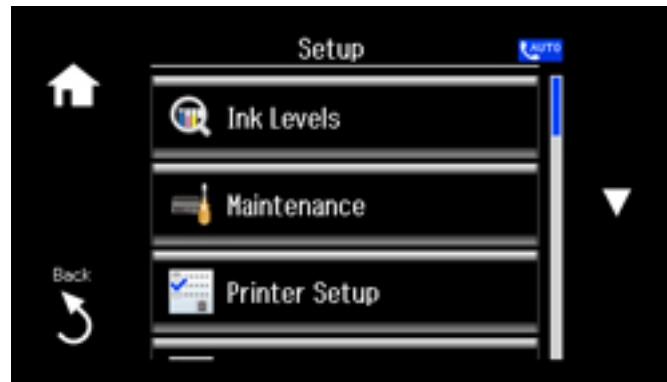 Setup
AUTO
Ink Levels
Maintenance
Printer Setup
Back